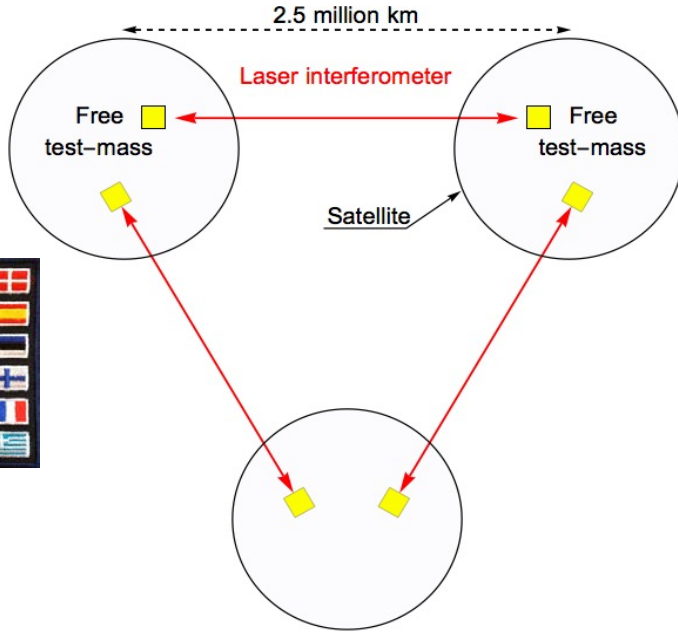 2.5 million km
Laser interferometer
Free
test−mass
Free
test−mass
Satellite